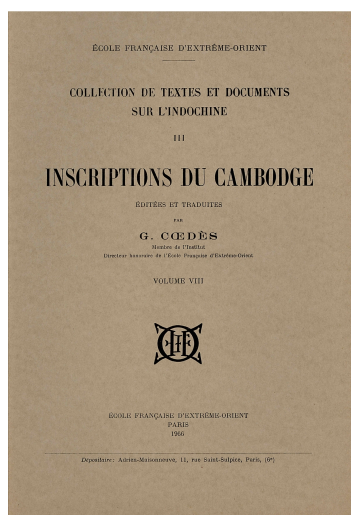 ÉCOLE FRANÇAISE D'EXTRÊME-ORIENT
COLLECTION DE TEXTES ET DOCUMENTS
SUR L'INDOCHINE
III
INSCRIPTIONS DU CAMBODGE
ÉDITÉES ET TRADUITES
PAR
G. CŒDÈS
Membre de l'Institut
Directeur honoraire de l'École Française d'Extrême-Orient
VOLUME VIII
ÉCOLE FRANÇAISE D'EXTRÊME-ORIENT
PARIS
1966
Dépositaire: Adrien-Maisonneuve, 11, rue Saint-Sulpice, Paris, (6e)